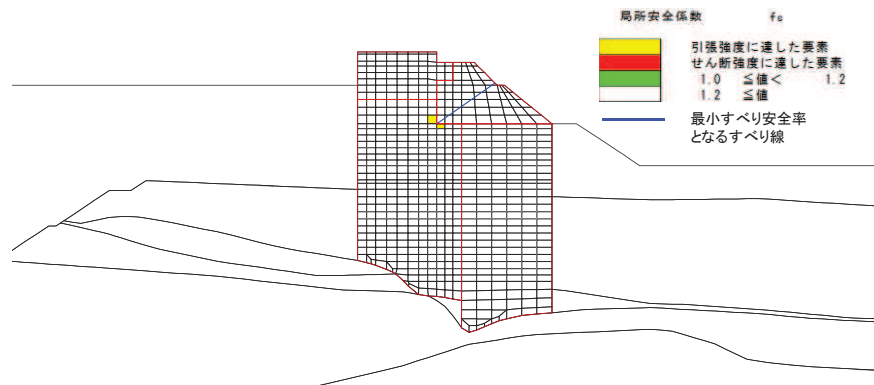 局所安全係数 fs
引張強度に達した要素
せん断強度に達した要素
1.0 ≦値< 1.2
1.2 ≦値
最小すべり安全率
となるすべり線